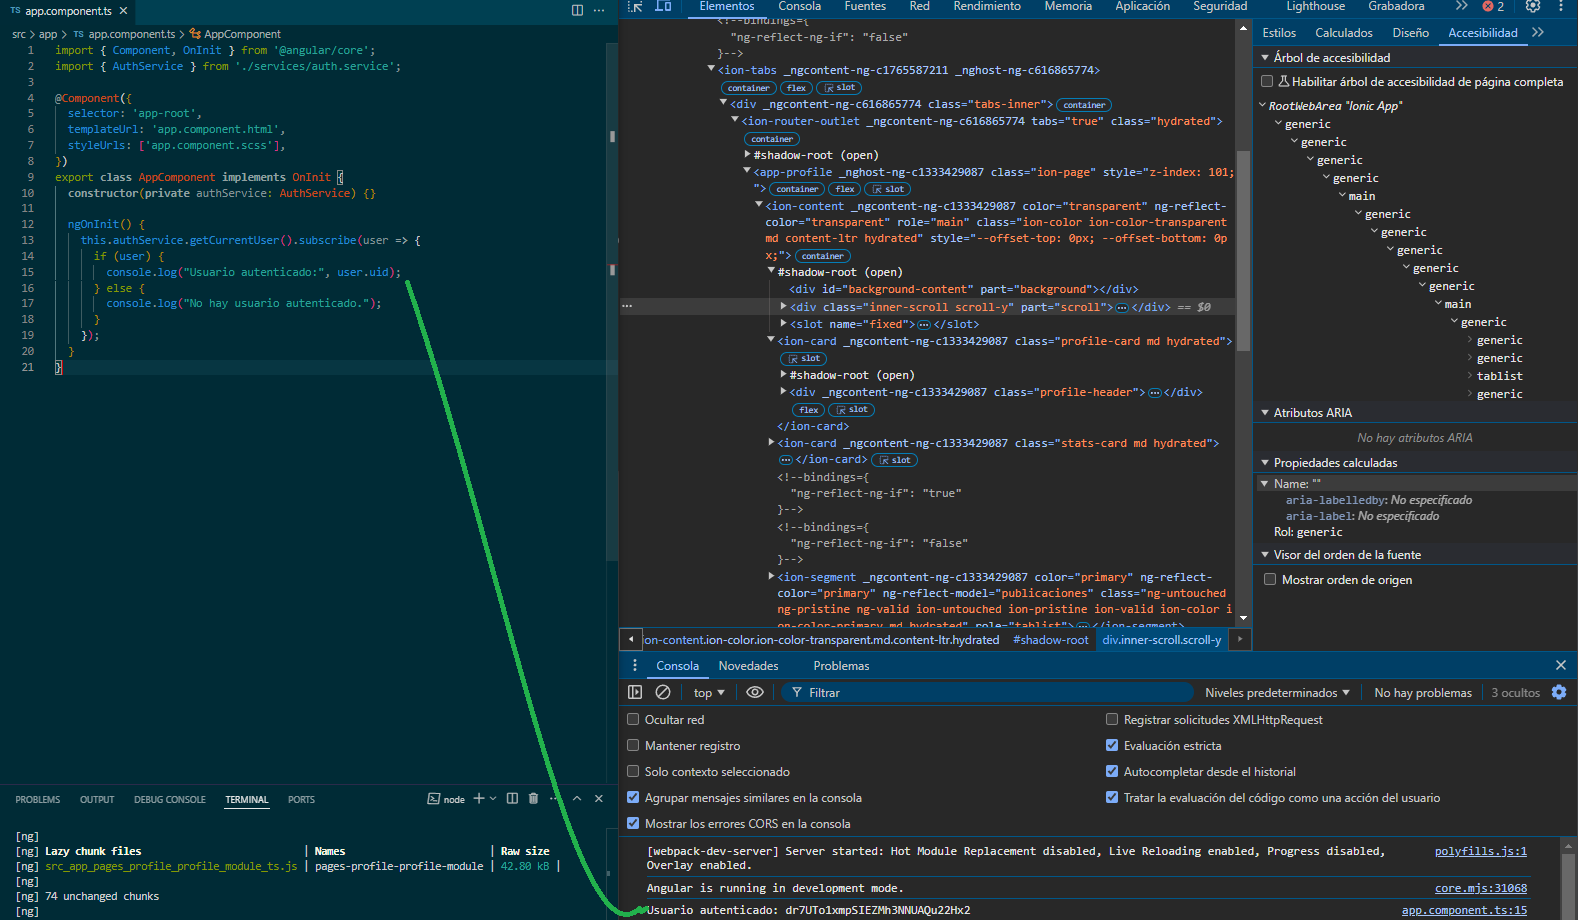 TS app.component.ts ×
src > app > TS app.component.ts > AppComponent
1 import { Component, OnInit } from '@angular/core';
2 import { AuthService } from './services/auth.service';
3
4 @Component({
5 selector: 'app-root',
6 templateUrl: 'app.component.html',
7 styleUrls: ['app.component.scss'],
8 })
9 export class AppComponent implements OnInit {
10 constructor(private authService: AuthService) {}
11
12 ngOnInit() {
13 this.authService.getCurrentUser().subscribe(user => {
14 if (user) {
15 console.log("Usuario autenticado:", user.uid);
16 } else {
17 console.log("No hay usuario autenticado.");
18 }
19 });
20 }
21 }
PROBLEMS OUTPUT DEBUG CONSOLE TERMINAL PORTS node
[ng]
[ng] Lazy chunk files | Names | Raw size
[ng] src_app_pages_profile_profile_module_ts.js | pages-profile-profile-module | 42.80 kB |
[ng]
[ng] 74 unchanged chunks
[ng]
Elementos Consola Fuentes Red Rendimiento Memoria Aplicación Seguridad Lighthouse Grabadora 2
<!--bindings={
"ng-reflect-ng-if": "false"
}-->
<ion-tabs _ngcontent-ng-c1765587211 _nghost-ng-c616865774>
container flex slot
<div _ngcontent-ng-c616865774 class="tabs-inner"> container
<ion-router-outlet _ngcontent-ng-c616865774 tabs="true" class="hydrated">
container
#shadow-root (open)
<app-profile _nghost-ng-c1333429087 class="ion-page" style="z-index: 101;
"> container flex slot
<ion-content _ngcontent-ng-c1333429087 color="transparent" ng-reflect-
color="transparent" role="main" class="ion-color ion-color-transparent
md content-ltr hydrated" style="--offset-top: 0px; --offset-bottom: 0p
x;"> container
#shadow-root (open)
<div id="background-content" part="background"></div>
<div class="inner-scroll scroll-y" part="scroll"> … </div> == $0
<slot name="fixed"> … </slot>
<ion-card _ngcontent-ng-c1333429087 class="profile-card md hydrated">
slot
#shadow-root (open)
<div _ngcontent-ng-c1333429087 class="profile-header"> … </div>
flex slot
</ion-card>
<ion-card _ngcontent-ng-c1333429087 class="stats-card md hydrated">
… </ion-card> slot
<!--bindings={
"ng-reflect-ng-if": "true"
}-->
<!--bindings={
"ng-reflect-ng-if": "false"
}-->
<ion-segment _ngcontent-ng-c1333429087 color="primary" ng-reflect-
color="primary" ng-reflect-model="publicaciones" class="ng-untouched
ng-pristine ng-valid ion-untouched ion-pristine ion-valid ion-color i
on-color-primary md hydrated" role="tablist"> … </ion-segment>
ion-content.ion-color.ion-color-transparent.md.content-ltr.hydrated #shadow-root div.inner-scroll.scroll-y
Estilos Calculados Diseño Accesibilidad
Árbol de accesibilidad
Habilitar árbol de accesibilidad de página completa
RootWebArea "Ionic App"
generic
generic
generic
generic
main
generic
generic
generic
generic
generic
main
generic
generic
generic
tablist
generic
Atributos ARIA
No hay atributos ARIA
Propiedades calculadas
Name: ""
aria-labelledby: No especificado
aria-label: No especificado
Rol: generic
Visor del orden de la fuente
Mostrar orden de origen
Consola Novedades Problemas
top Filtrar Niveles predeterminados No hay problemas 3 ocultos
Ocultar red
Registrar solicitudes XMLHttpRequest
Mantener registro
Evaluación estricta
Solo contexto seleccionado
Autocompletar desde el historial
Agrupar mensajes similares en la consola
Tratar la evaluación del código como una acción del usuario
Mostrar los errores CORS en la consola
[webpack-dev-server] Server started: Hot Module Replacement disabled, Live Reloading enabled, Progress disabled, polyfills.js:1
Overlay enabled.
Angular is running in development mode. core.mjs:31068
Usuario autenticado: dr7UTo1xmpSIEZMh3NNUAQu22Hx2 app.component.ts:15